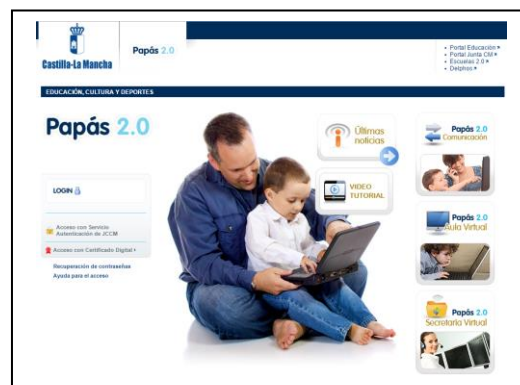 Castilla-La Mancha
Papás 2.0
Portal Educación
Portal Junta CM
Escuelas 2.0
Delphos
EDUCACIÓN, CULTURA Y DEPORTES
Papás 2.0
LOGIN
Acceso con Servicio
Autenticación de JCCM
Acceso con Certificado Digital
Recuperación de contraseñas
Ayuda para el acceso
Últimas
noticias
VIDEO
TUTORIAL
Papás 2.0
Comunicación
Papás 2.0
Aula Virtual
Papás 2.0
Secretaría Virtual